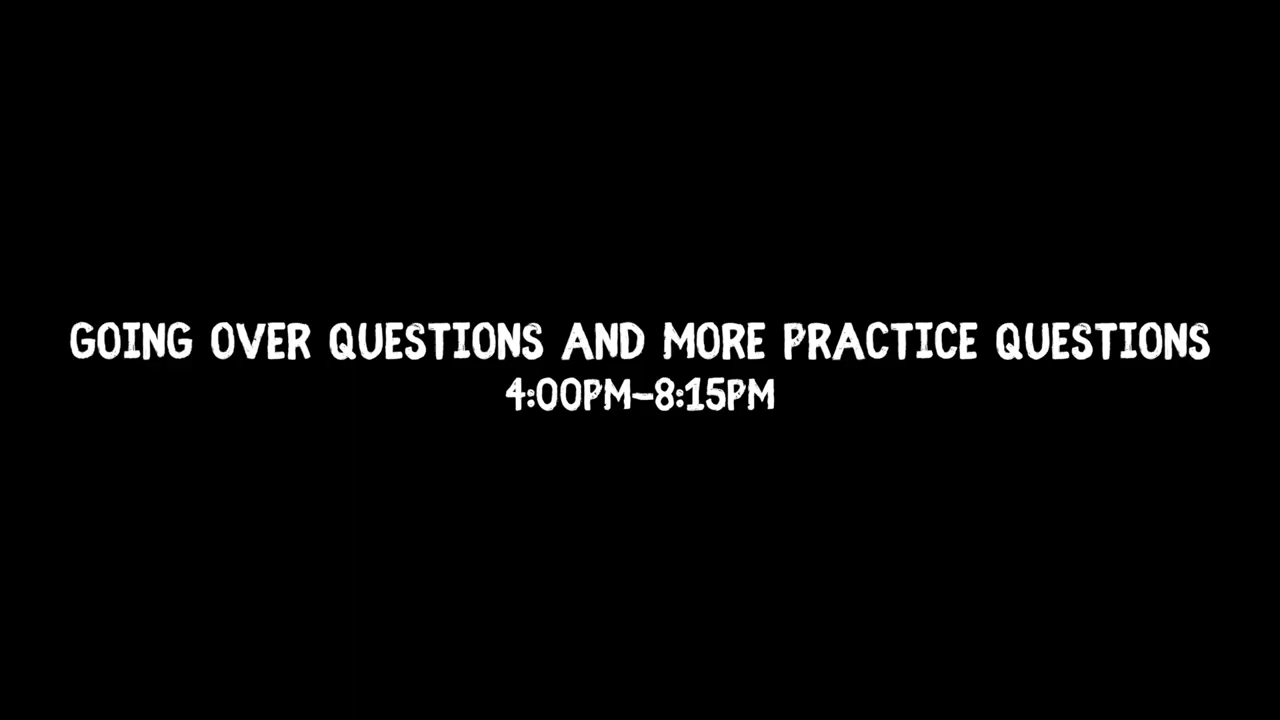 GOING OVER QUESTIONS AND MORE PRACTICE QUESTIONS
4:00PM-8:15PM